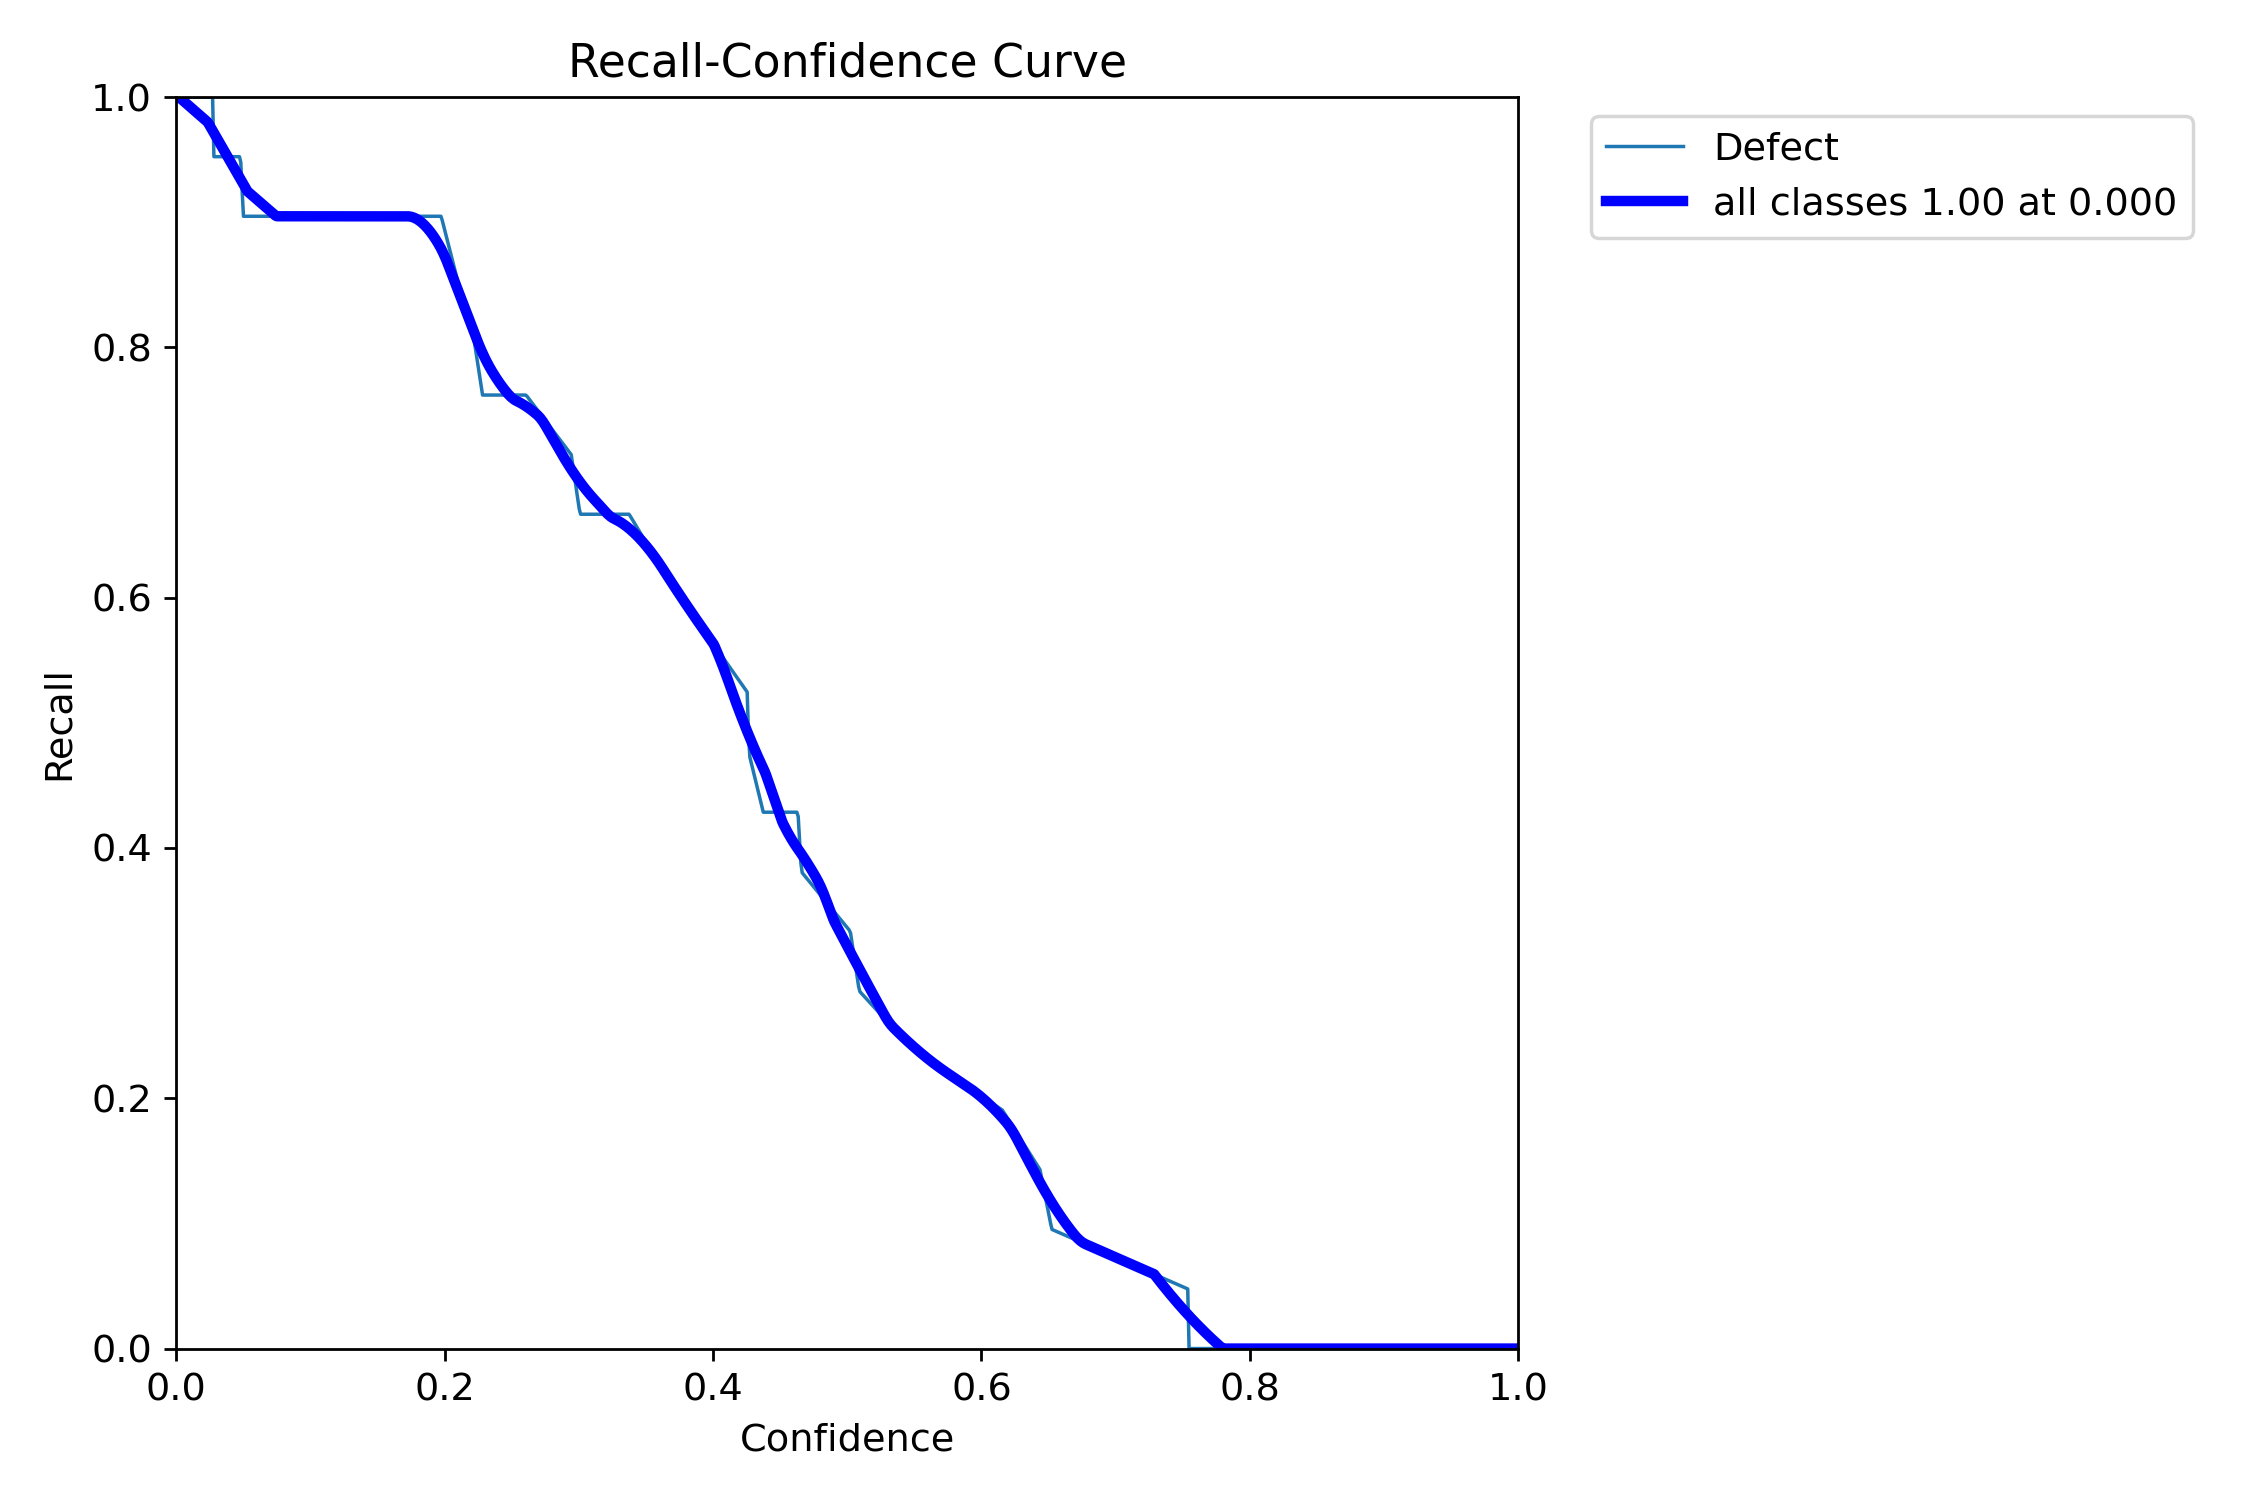 Recall-Confidence Curve
1.0
0.8
0.6
0.4
0.2
0.0
Recall
0.0 0.2 0.4 0.6 0.8 1.0
Confidence
Defect
all classes 1.00 at 0.000